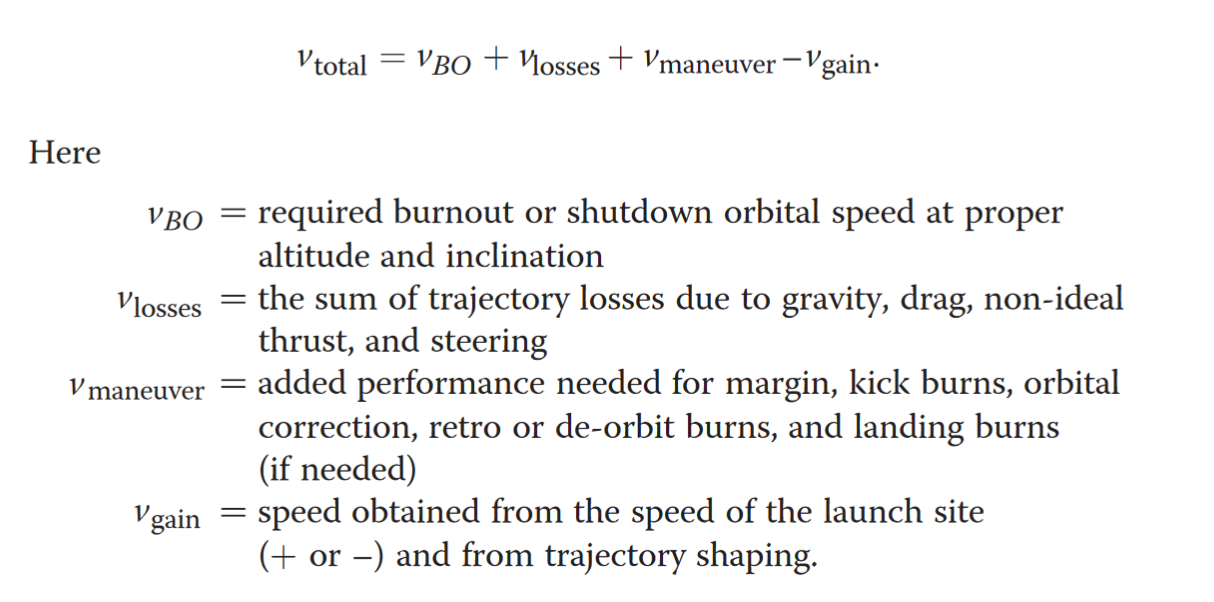 v_total = v_BO + v_losses + v_maneuver − v_gain.
Here
v_BO = required burnout or shutdown orbital speed at proper
altitude and inclination
v_losses = the sum of trajectory losses due to gravity, drag, non-ideal
thrust, and steering
v_maneuver = added performance needed for margin, kick burns, orbital
correction, retro or de-orbit burns, and landing burns
(if needed)
v_gain = speed obtained from the speed of the launch site
(+ or –) and from trajectory shaping.